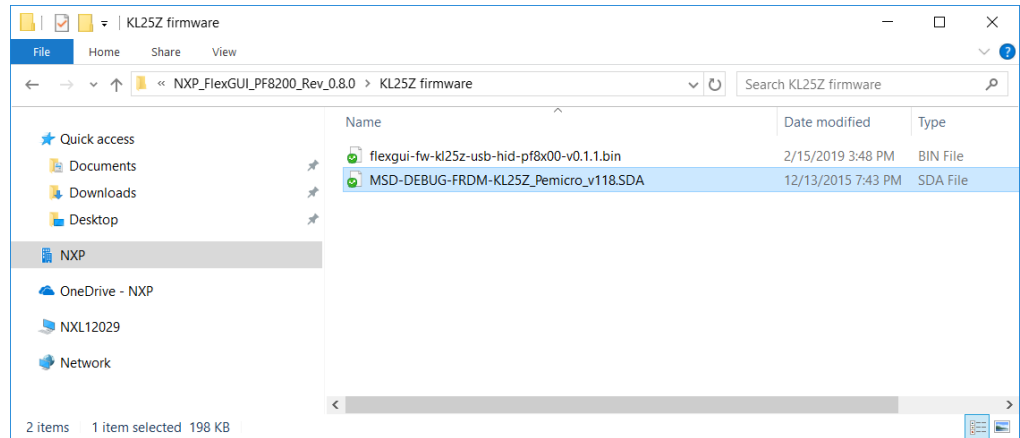 KL25Z firmware
File Home Share View
« NXP_FlexGUI_PF8200_Rev_0.8.0 > KL25Z firmware Search KL25Z firmware
Name Date modified Type
Quick access
Documents
Downloads
Desktop
NXP
OneDrive - NXP
NXL12029
Network
flexgui-fw-kl25z-usb-hid-pf8x00-v0.1.1.bin 2/15/2019 3:48 PM BIN File
MSD-DEBUG-FRDM-KL25Z_Pemicro_v118.SDA 12/13/2015 7:43 PM SDA File
2 items 1 item selected 198 KB